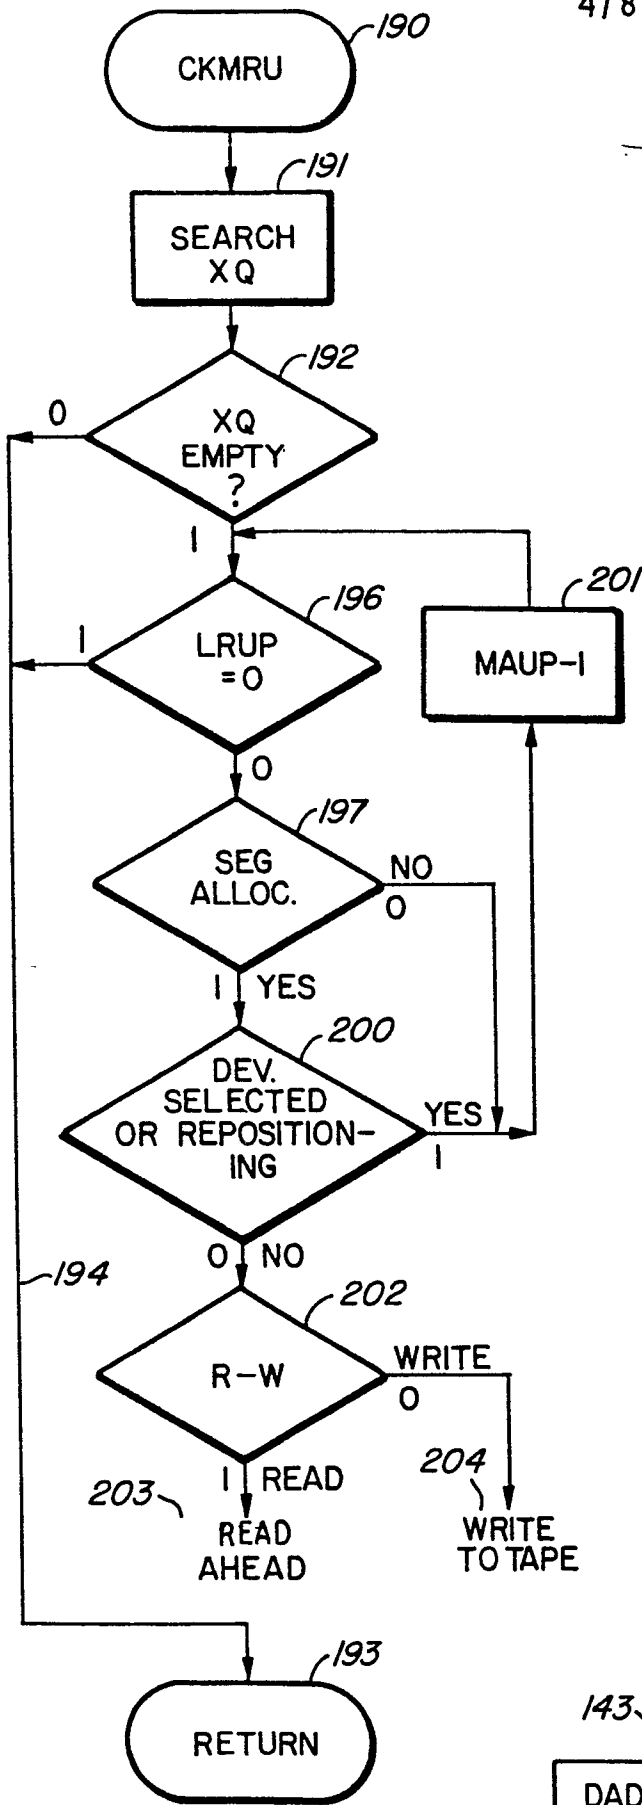 4/8
190
CKMRU
191
SEARCH
XQ
192
XQ
EMPTY
?
0
1
196
LRUP
=0
1
0
201
MAUP-1
197
SEG
ALLOC.
NO
0
1 YES
200
DEV.
SELECTED
OR REPOSITION-
ING
YES
1
0 NO
194
202
R-W
WRITE
0
1 READ
203
READ
AHEAD
204
WRITE
TO TAPE
193
RETURN
143
DAD